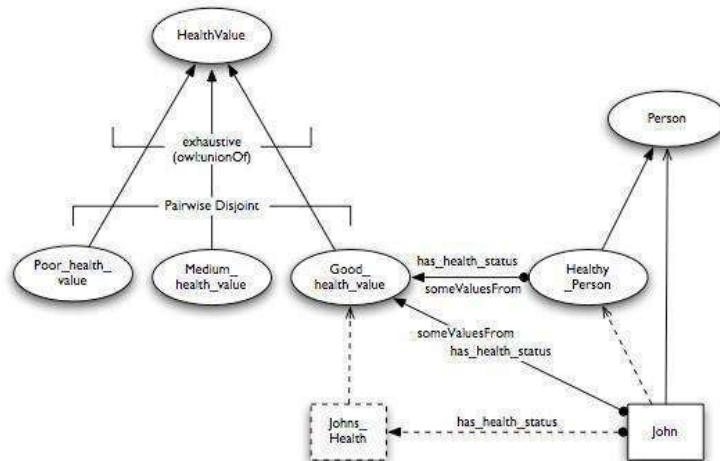 HealthValue
Person
exhaustive
(owl:unionOf)
Pairwise Disjoint
Poor_health_
value
Medium_
health_value
Good_
health_value
has_health_status
someValuesFrom
Healthy
_Person
someValuesFrom
has_health_status
Johns_
Health
has_health_status
John